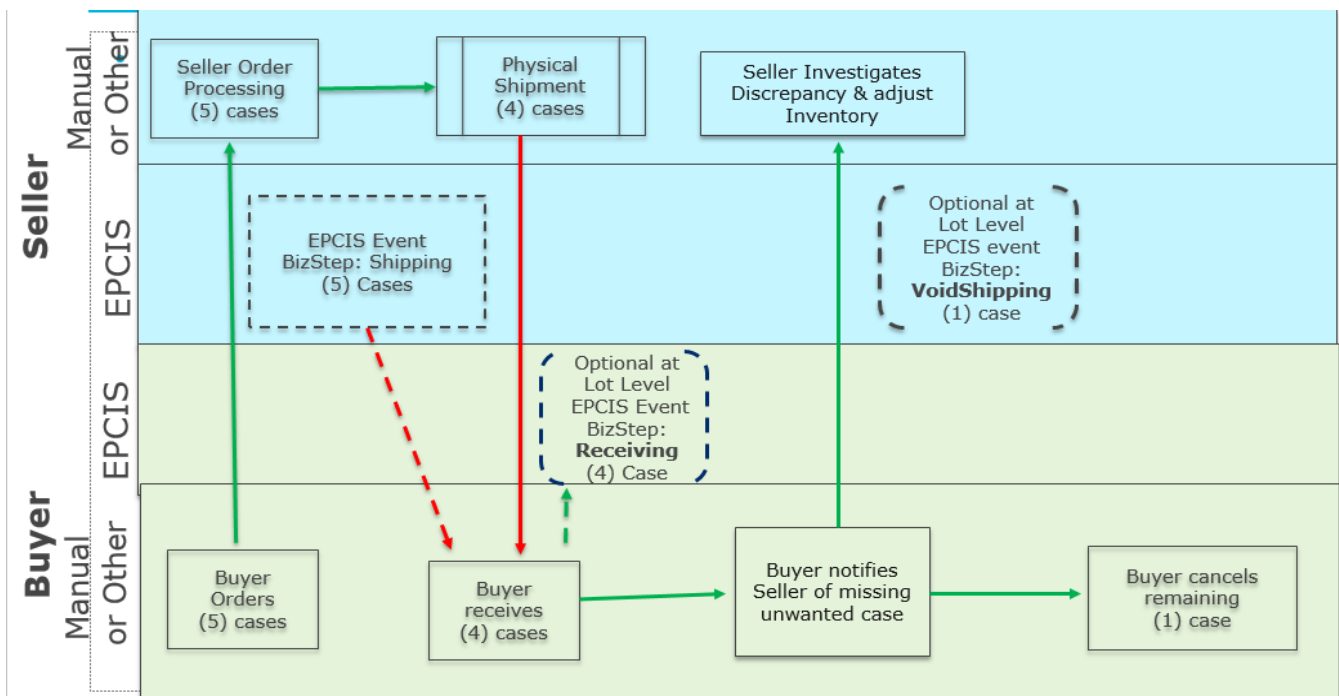 Seller
Manual
or Other
Seller Order
Processing
(5) cases
Physical
Shipment
(4) cases
Seller Investigates
Discrepancy & adjust
Inventory
EPCIS
EPCIS Event
BizStep: Shipping
(5) Cases
Optional at
Lot Level
EPCIS event
BizStep:
VoidShipping
(1) case
Buyer
EPCIS
Optional at
Lot Level
EPCIS Event
BizStep:
Receiving
(4) Case
Manual
or Other
Buyer
Orders
(5) cases
Buyer
receives
(4) cases
Buyer notifies
Seller of missing
unwanted case
Buyer cancels
remaining
(1) case